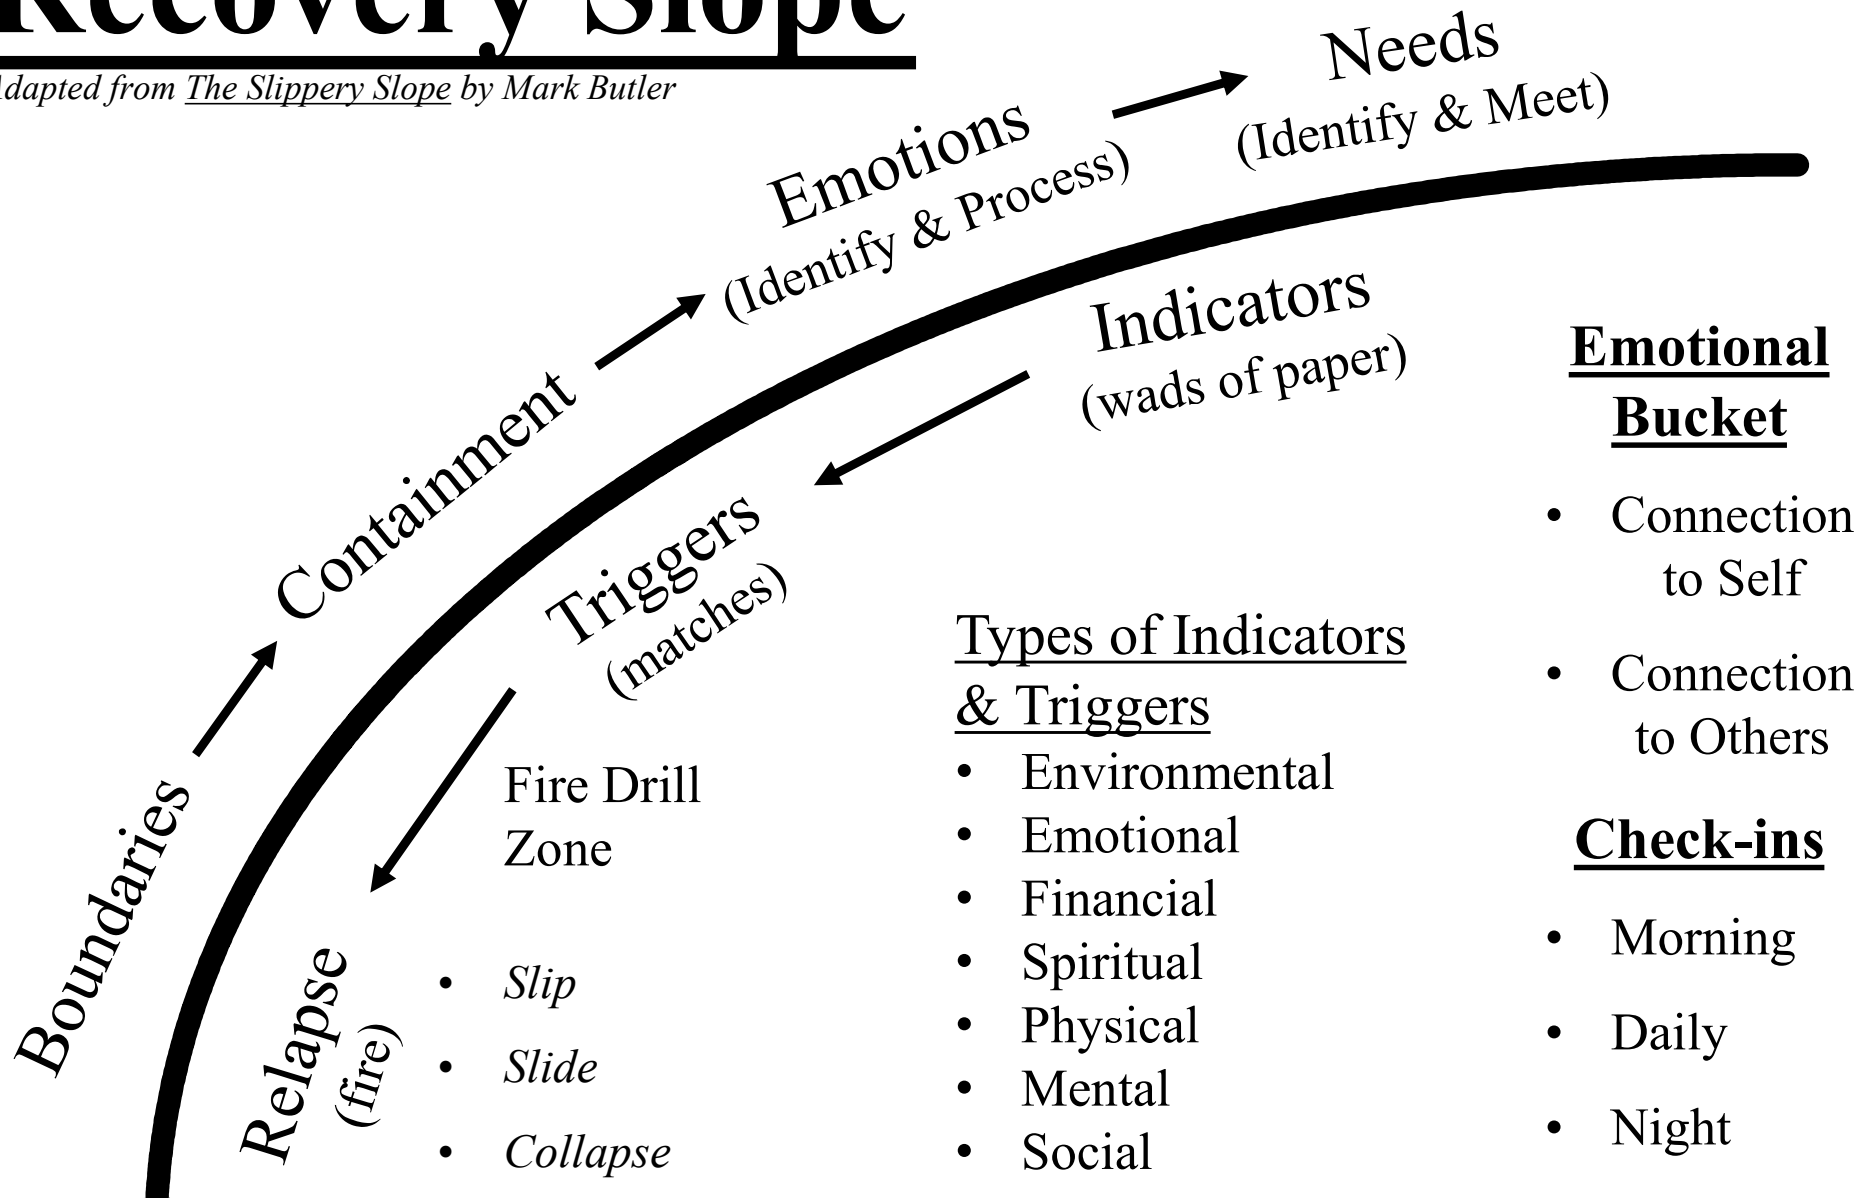 Recovery Slope
Adapted from The Slippery Slope by Mark Butler
Needs
(Identify & Meet)
Emotions
(Identify & Process)
Containment
Boundaries
Indicators
(wads of paper)
Triggers
(matches)
Fire Drill
Zone
Relapse
(fire)
• Slip
• Slide
• Collapse
Types of Indicators
& Triggers
• Environmental
• Emotional
• Financial
• Spiritual
• Physical
• Mental
• Social
Emotional
Bucket
• Connection
to Self
• Connection
to Others
Check-ins
• Morning
• Daily
• Night